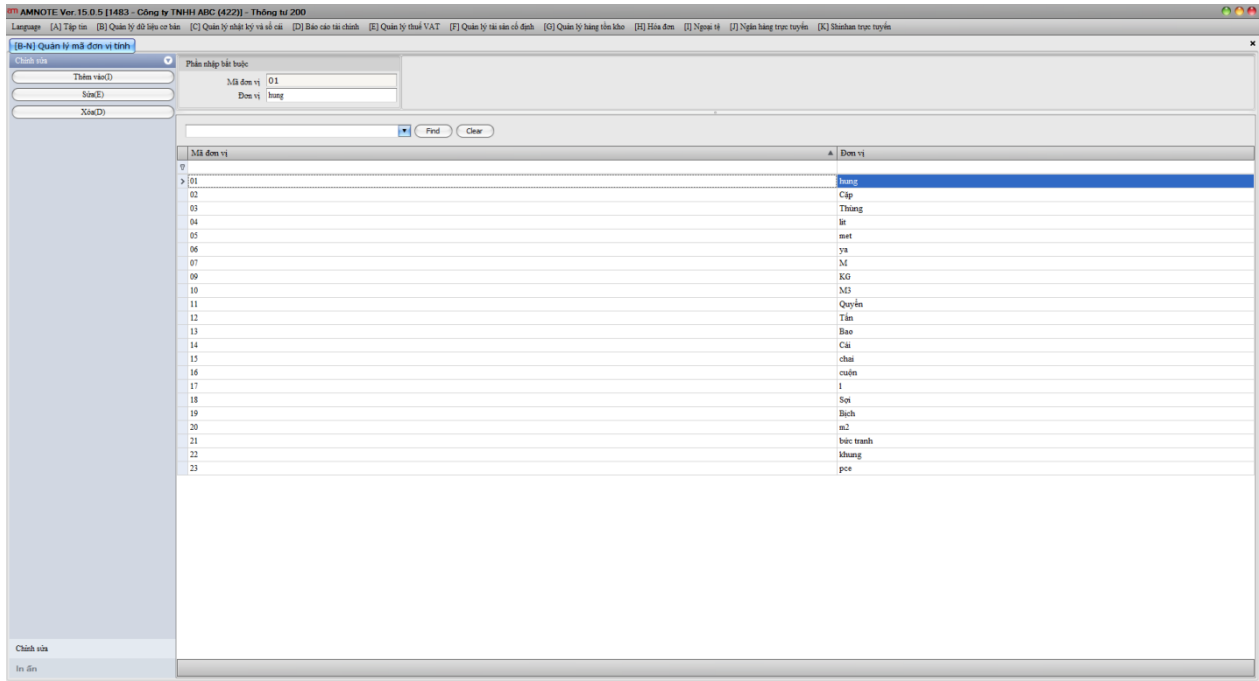 AMNOTE Ver.15.0.5 [1483 - Công ty TNHH ABC (422)] - Thông tư 200
Language [A] Tập tin [B] Quản lý dữ liệu cơ bản [C] Quản lý nhật ký và sổ cái [D] Báo cáo tài chính [E] Quản lý thuế VAT [F] Quản lý tài sản cố định [G] Quản lý hàng tồn kho [H] Hóa đơn [I] Ngoại tệ [J] Ngân hàng trực tuyến [K] Shinhan trực tuyến
[B-N] Quản lý mã đơn vị tính
Chỉnh sửa
Thêm vào(I)
Sửa(E)
Xóa(D)
Phần nhập bắt buộc
Mã đơn vị 01
Đơn vị hung
Find Clear
Mã đơn vị Đơn vị
01 hung
02 Cặp
03 Thùng
04 lit
05 met
06 ya
07 M
09 KG
10 M3
11 Quyển
12 Tấn
13 Bao
14 Cái
15 chai
16 cuộn
17 1
18 Sợi
19 Bịch
20 m2
21 bức tranh
22 khung
23 pce
Chỉnh sửa
In ấn